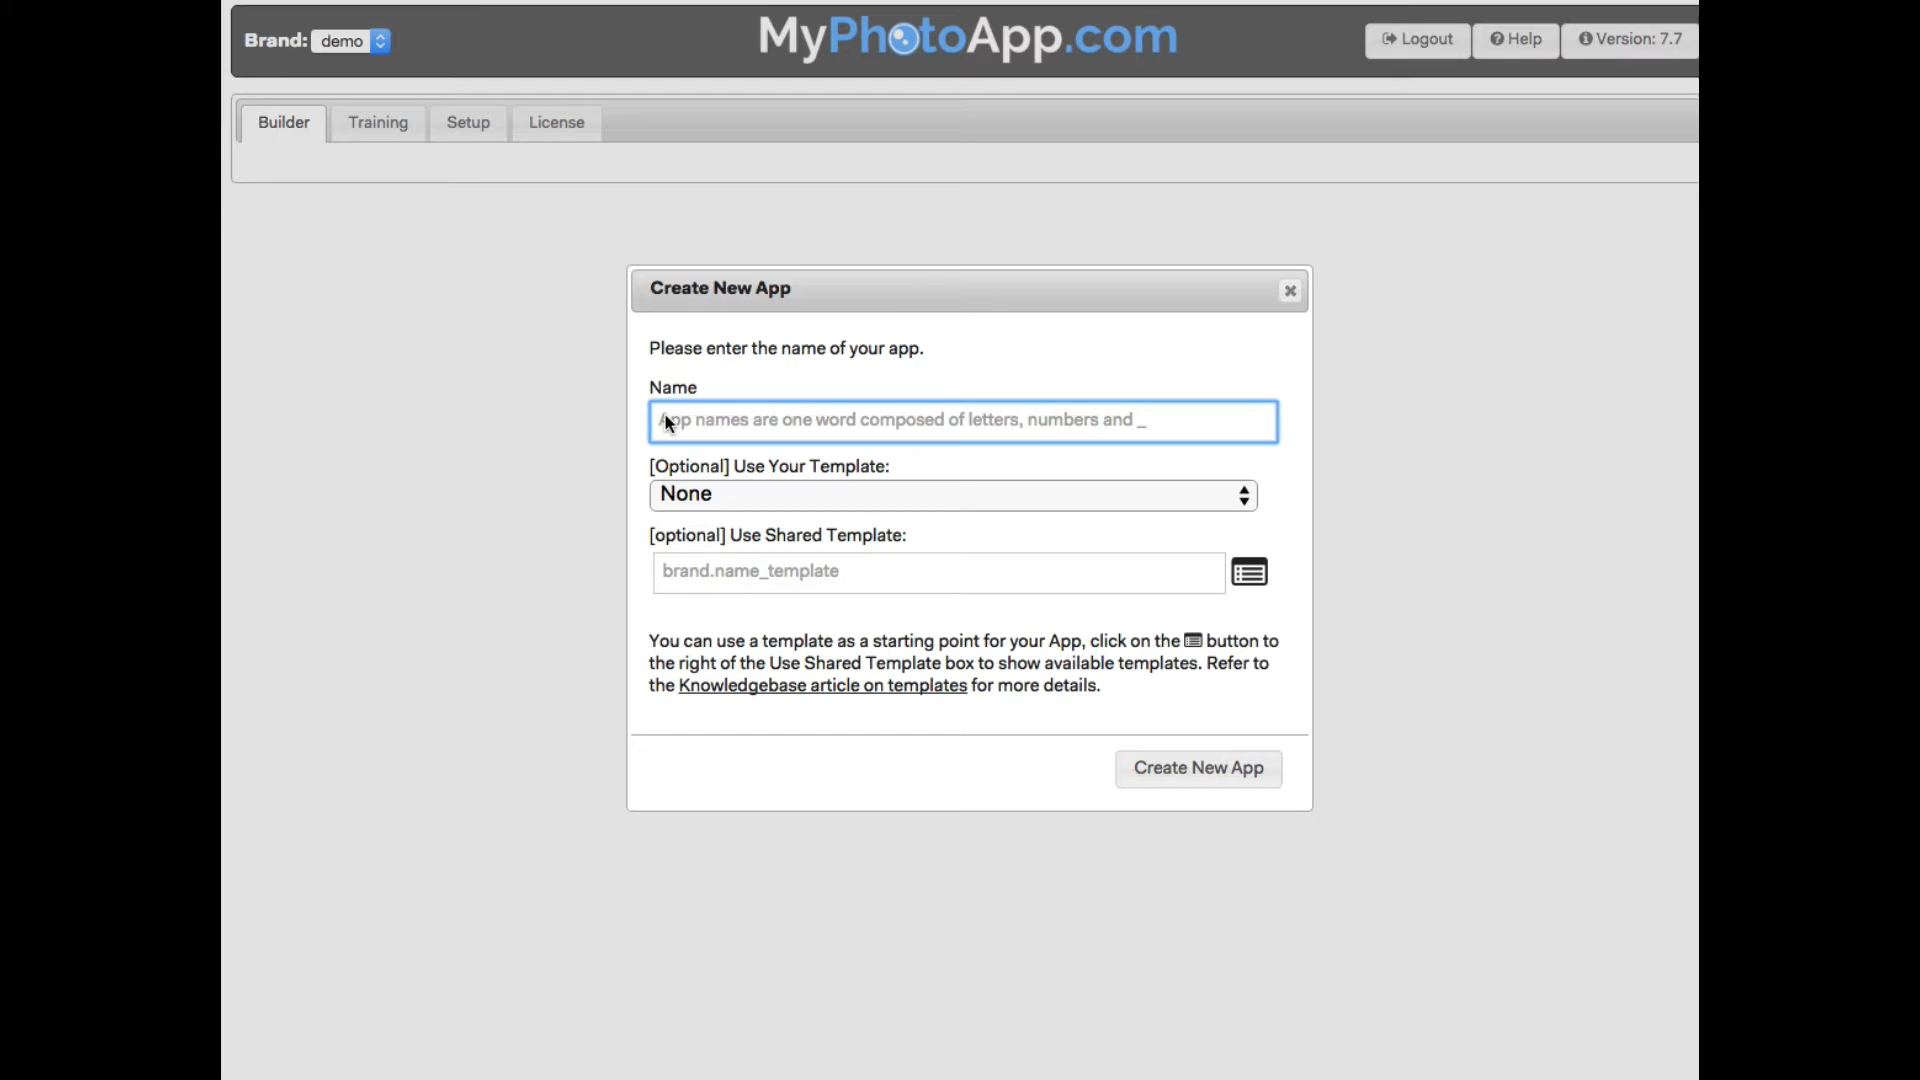 Brand: demo
MyPhotoApp.com
Logout
Help
Version: 7.7
Builder
Training
Setup
License
Create New App
Please enter the name of your app.
Name
App names are one word composed of letters, numbers and _
[Optional] Use Your Template:
None
[optional] Use Shared Template:
brand.name_template
You can use a template as a starting point for your App, click on the button to
the right of the Use Shared Template box to show available templates. Refer to
the Knowledgebase article on templates for more details.
Create New App